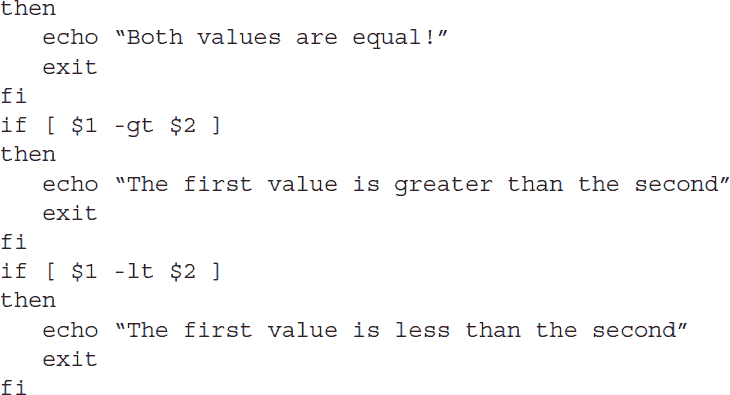 then
   echo “Both values are equal!”
   exit
fi
if [ $1 -gt $2 ]
then
   echo “The first value is greater than the second”
   exit
fi
if [ $1 -lt $2 ]
then
   echo “The first value is less than the second”
   exit
fi